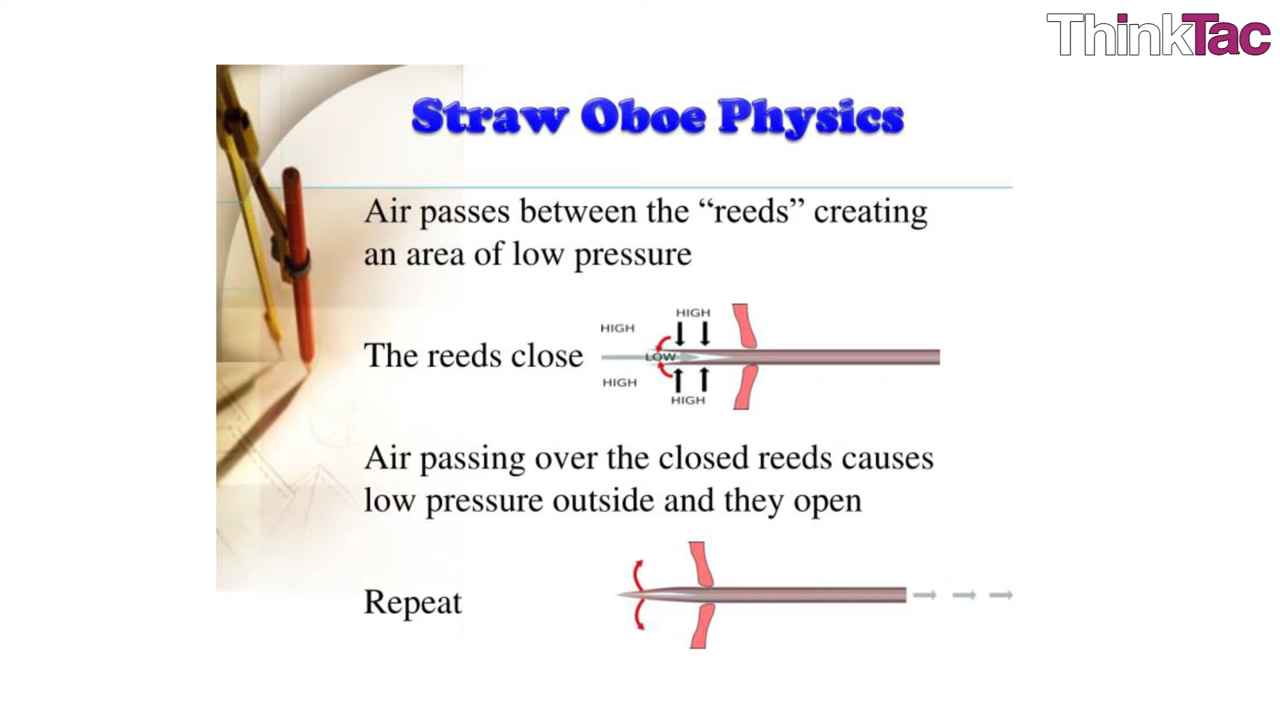 ThinkTac
Straw Oboe Physics
Air passes between the “reeds” creating
an area of low pressure
HIGH
HIGH
The reeds close
LOW
HIGH
HIGH
Air passing over the closed reeds causes
low pressure outside and they open
Repeat